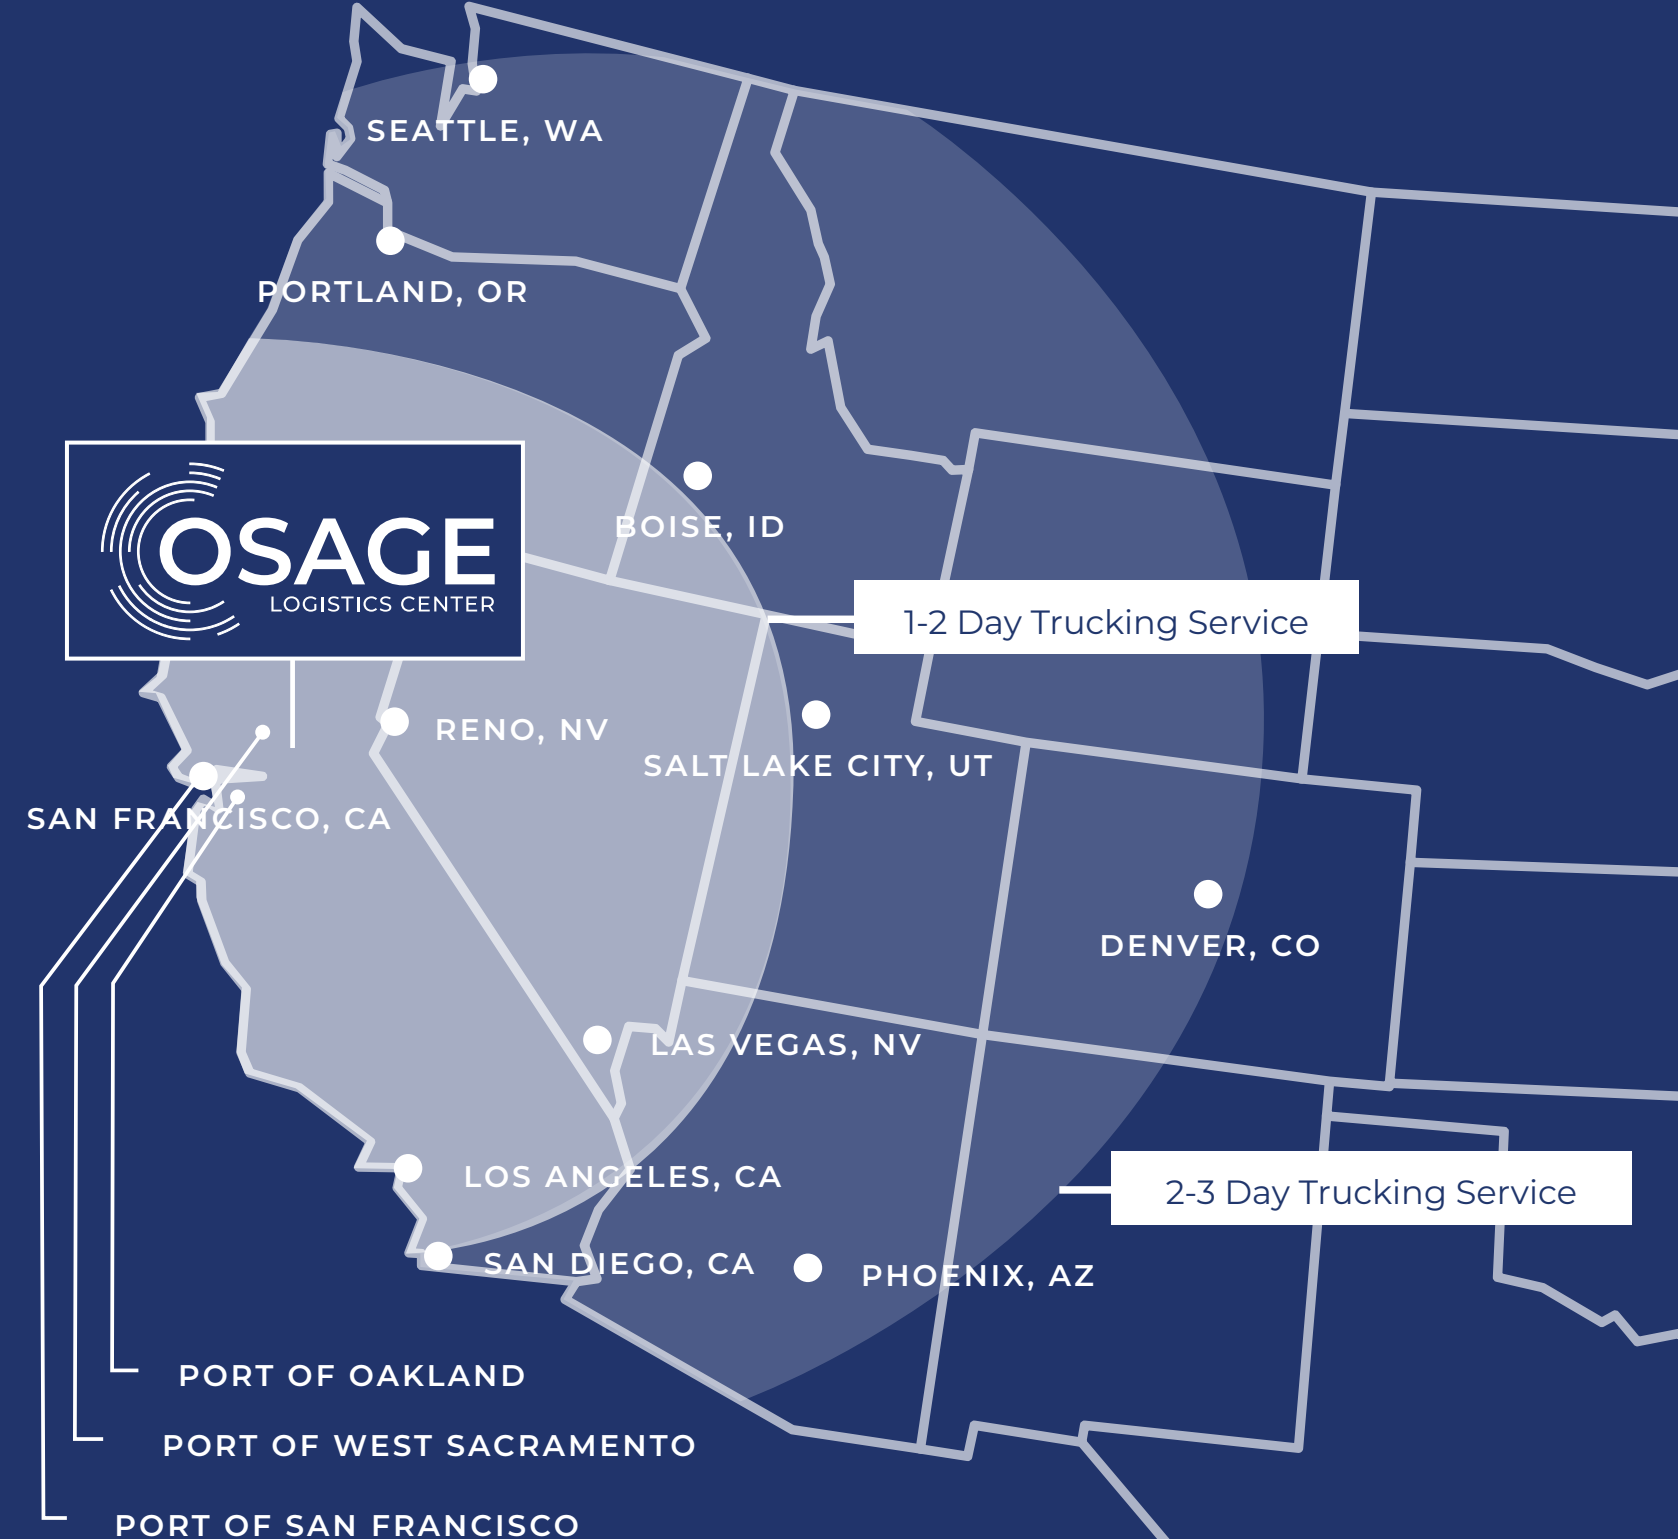 SEATTLE, WA
PORTLAND, OR
OSAGE
LOGISTICS CENTER
BOISE, ID
1-2 Day Trucking Service
RENO, NV
SALT LAKE CITY, UT
SAN FRANCISCO, CA
DENVER, CO
LAS VEGAS, NV
LOS ANGELES, CA
2-3 Day Trucking Service
SAN DIEGO, CA
PHOENIX, AZ
PORT OF OAKLAND
PORT OF WEST SACRAMENTO
PORT OF SAN FRANCISCO